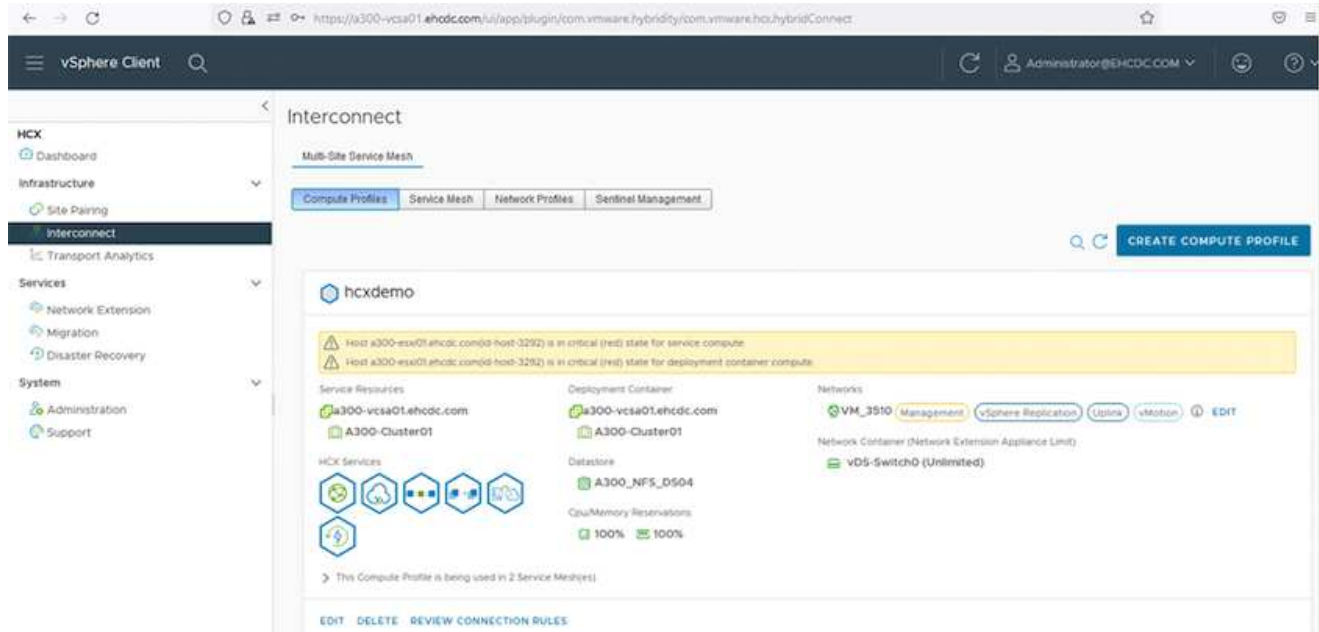 https://a300-vcsa01.ehcdc.com/ui/app/plugin/com.vmware.hybridity/com.vmware.hcx.hybridConnect
vSphere Client
Administrator@EHCDC.COM
HCX
Dashboard
Infrastructure
Site Pairing
Interconnect
Transport Analytics
Services
Network Extension
Migration
Disaster Recovery
System
Administration
Support
Interconnect
Multi-Site Service Mesh
Compute Profiles Service Mesh Network Profiles Sentinel Management
CREATE COMPUTE PROFILE
hcxdemo
Host a300-esxi01.ehcdc.com(id-host-3292) is in critical (red) state for service compute
Host a300-esxi01.ehcdc.com(id-host-3292) is in critical (red) state for deployment container compute.
Service Resources
a300-vcsa01.ehcdc.com
A300-Cluster01
HCX Services
Deployment Container
a300-vcsa01.ehcdc.com
A300-Cluster01
Datastore
A300_NFS_DS04
Cpu/Memory Reservations
100% 100%
Networks
VM_3510 Management vSphere Replication Uplink vMotion EDIT
Network Container (Network Extension Appliance Limit)
vDS-Switch0 (Unlimited)
This Compute Profile is being used in 2 Service Mesh(es).
EDIT DELETE REVIEW CONNECTION RULES